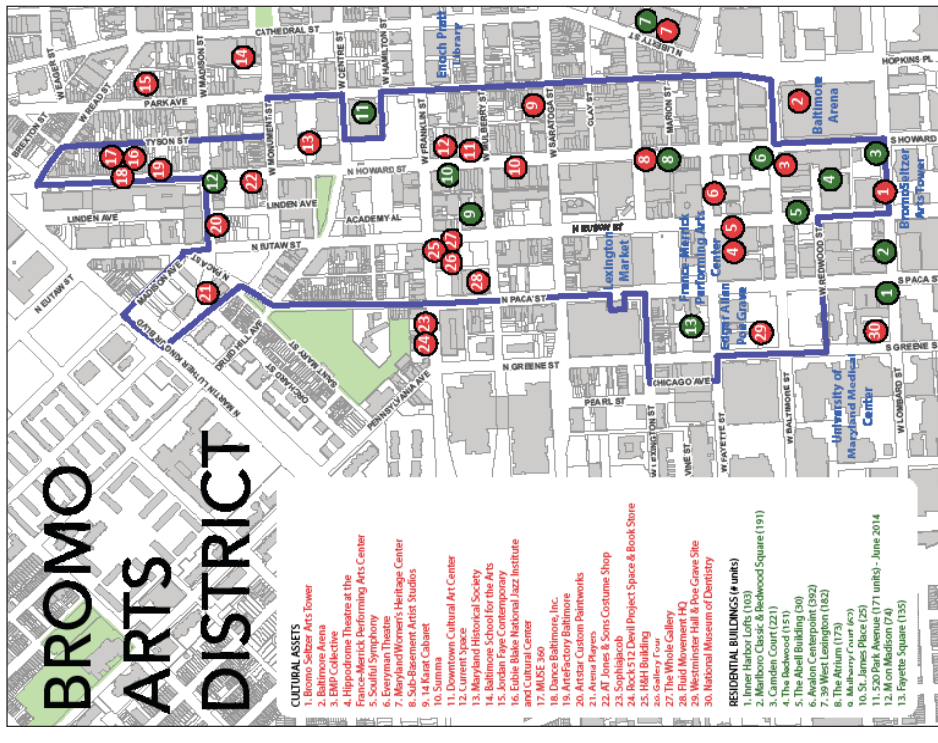 BROMO
ARTS
DISTRICT
CULTURAL ASSETS
1. Bromo Seltzer Arts Tower
2. Baltimore Arena
3. EMP Collective
4. Hippodrome Theatre at the
France-Merrick Performing Arts Center
5. Soulful Symphony
6. Everyman Theatre
7. Maryland Women's Heritage Center
8. Sub-Basement Artist Studios
9. 14 Karat Cabaret
10. Summa
11. Downtown Cultural Art Center
12. Current Space
13. Maryland Historical Society
14. Baltimore School for the Arts
15. Jordan Faye Contemporary
16. Eubie Blake National Jazz Institute
and Cultural Center
17. MUSE 360
18. Dance Baltimore, Inc.
19. ArteFactory Baltimore
20. Artstar Custom Paintworks
21. Arena Players
22. AT Jones & Sons Costume Shop
23. Sophiajacob
24. Rock 512 Devil Project Space & Book Store
25. H&H Building
26. Gallery Four
27. The Whole Gallery
28. Fluid Movement HQ
29. Westminster Hall & Poe Grave Site
30. National Museum of Dentistry
RESIDENTIAL BUILDINGS (# units)
1. Inner Harbor Lofts (103)
2. Marlboro Classic & Redwood Square (191)
3. Camden Court (221)
4. The Redwood (151)
5. The Abell Building (30)
6. Avalon Centerpoint (392)
7. 39 West Lexington (182)
8. The Atrium (173)
9. Mulberry Court (62)
10. St. James Place (25)
11. 520 Park Avenue (171 units) - June 2014
12. M on Madison (74)
13. Fayette Square (135)
W EAGER ST
W READ ST
BREXTON ST
CATHEDRAL ST
W MADISON ST
PARK AVE
TYSON ST
W MONUMENT ST
W CENTRE ST
W HAMILTON ST
W FRANKLIN ST
Enoch Pratt
Library
W SARATOGA ST
CLAY ST
MARION ST
N LIBERTY ST
HOPKINS PL
Baltimore
Arena
S HOWARD
N HOWARD ST
LINDEN AVE
LINDEN AVE
ACADEMY AL
N EUTAW ST
N EUTAW ST
N EUTAW ST
MADISON AVE
N PACA ST
N PACA ST
S PACA ST
Lexington
Market
France-Merrick
Performing Arts
Center
Edgar Allan
Poe Grave
W REDWOOD ST
BromoSeltzer
Arts Tower
W MARTIN LUTHER KING JR BLVD
DRUID HILL AVE
ORCHARD ST
SAINT MARY ST
PENNSYLVANIA AVE
N GREENE ST
S GREENE S
PEARL ST
CHICAGO AVE
VINE ST
W FAYETTE ST
W BALTIMORE ST
University of
Maryland Medical
Center
W LOMBARD ST